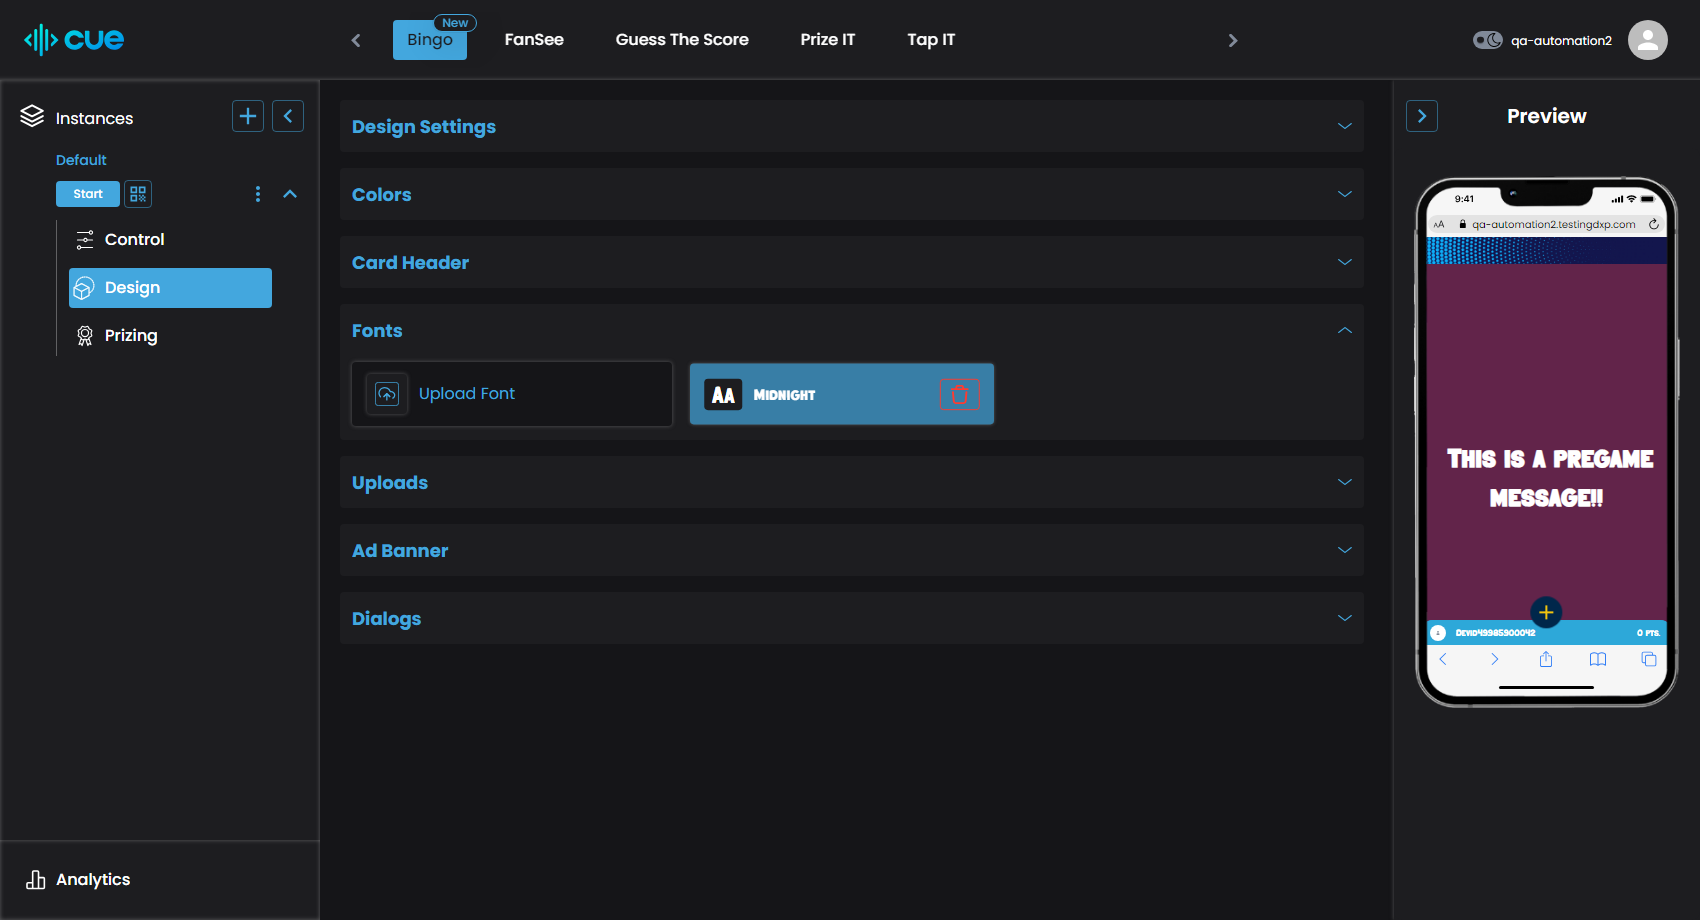 cue
Bingo
New
FanSee
Guess The Score
Prize IT
Tap IT
qa-automation2
Instances
Default
Start
Control
Design
Prizing
Analytics
Design Settings
Colors
Card Header
Fonts
Upload Font
AA
MIDNIGHT
Uploads
Ad Banner
Dialogs
Preview
9:41
AA
qa-automation2.testingdxp.com
THIS IS A PREGAME
MESSAGE!!
DEVID49985900042
0 PTS.